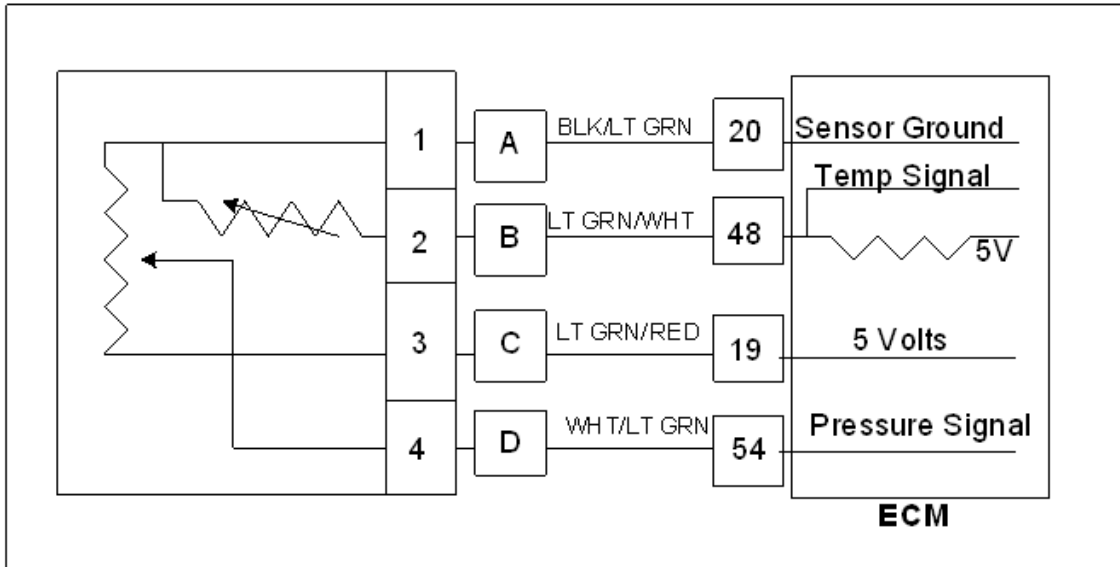 1 A BLK/LT GRN 20 Sensor Ground
Temp Signal
2 B LT GRN/WHT 48 5V
3 C LT GRN/RED 19 5 Volts
4 D WHT/LT GRN 54 Pressure Signal
ECM